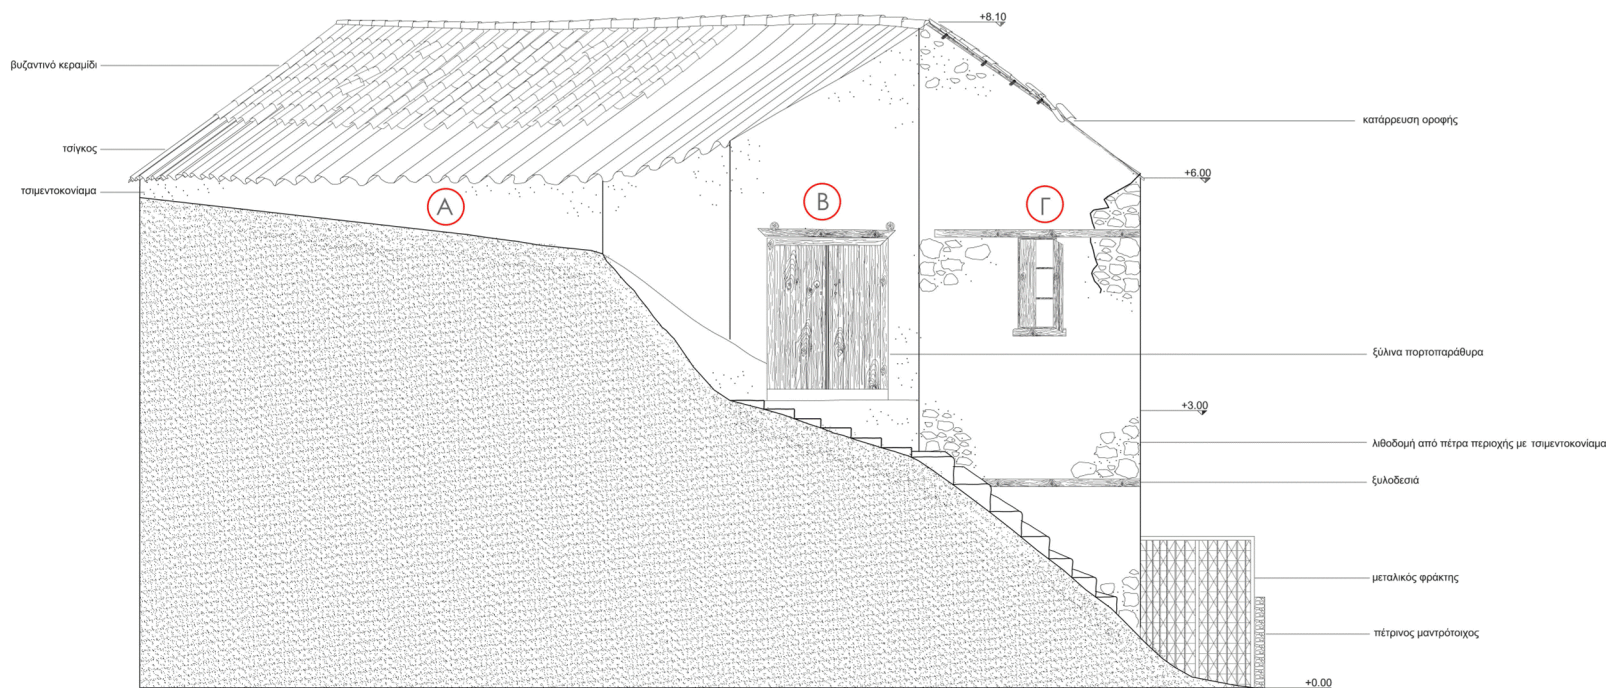 +8.10
βυζαντινό κεραμίδι
κατάρρευση οροφής
τσίγκος
+6.00
τσιμεντοκονίαμα
Α
Β
Γ
ξύλινα πορτοπαράθυρα
+3.00
λιθοδομή από πέτρα περιοχής με τσιμεντοκονίαμα
ξυλοδεσιά
μεταλικός φράκτης
πέτρινος μαντρότοιχος
+0.00